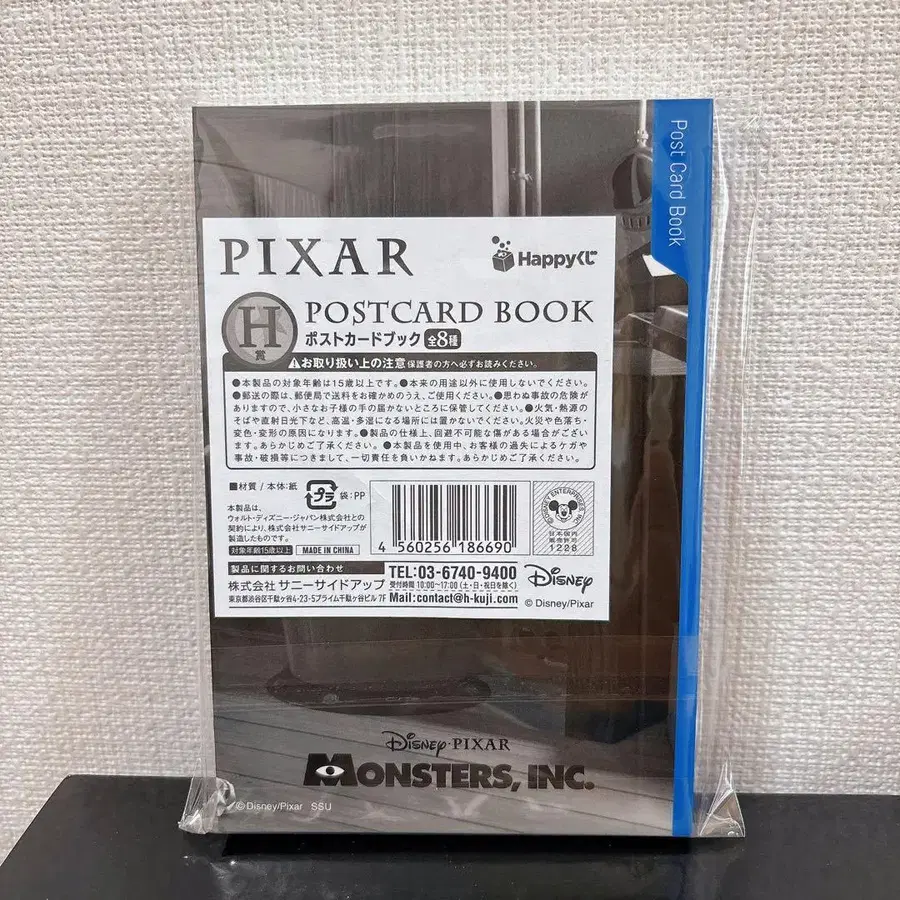 Post Card Book
PIXAR
Happyくじ
H賞
POSTCARD BOOK
ポストカードブック 全8種
お取り扱い上の注意 保護者の方へ必ずお読みください。
●本製品の対象年齢は15歳以上です。●本来の用途以外に使用しないでください。
●郵送の際は、郵便局で送料をお確かめのうえ、ご使用ください。●思わぬ事故の危険が
ありますので、小さなお子様の手の届かないところに保管してください。●火気・熱源の
そばや直射日光下など、高温・多湿になる場所には置かないでください。火災や色落ち・
変色・変形の原因になります。●製品の仕様上、回避不可能な傷がある場合がござい
ます。あらかじめご了承ください。●本製品を使用中、お客様の過失によるケガや
事故・破損等につきまして、一切責任を負いかねます。あらかじめご了承ください。
■材質/本体:紙
プラ 袋:PP
本製品は、
ウォルト・ディズニー・ジャパン株式会社との
契約により、株式会社サニーサイドアップが
製造したものです。
対象年齢15歳以上 MADE IN CHINA
4 560256 186690
©DISNEY ENTERPRISES, INC.
日本国内
販売許可
1228
製品に関するお問い合わせ
株式会社 サニーサイドアップ
東京都渋谷区千駄ヶ谷4-23-5プライム千駄ヶ谷ビル 7F
TEL:03-6740-9400
受付時間 10:00~17:00(土・日・祝日を除く)
Mail:contact@h-kuji.com
Disney
© Disney/Pixar
Disney·PIXAR
MONSTERS, INC.
©Disney/Pixar SSU